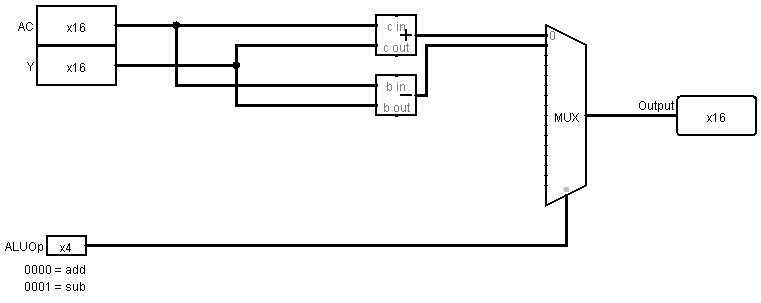 AC x16
Y x16
c in
+
c out
b in
−
b out
0
MUX
Output x16
ALUOp x4
0000 = add
0001 = sub